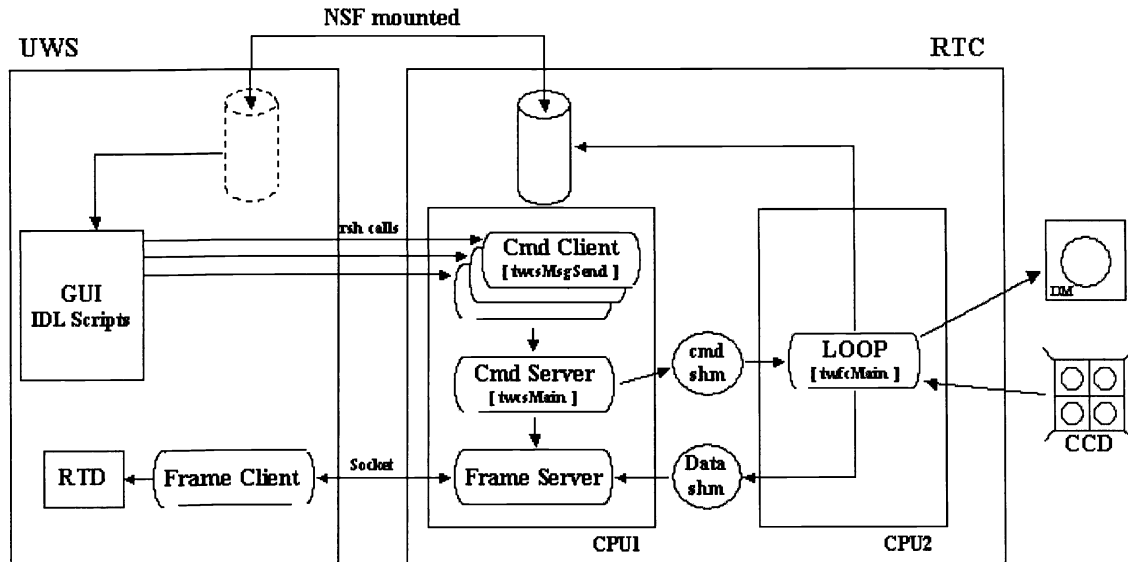 NSF mounted
UWS
RTC
rsh calls
Cmd Client
[ twcsMsgSend ]
GUI
IDL Scripts
DM
cmd
shm
LOOP
[ twfcMain ]
Cmd Server
[ twcsMain ]
CCD
Socket
RTD
Frame Client
Frame Server
Data
shm
CPU1
CPU2